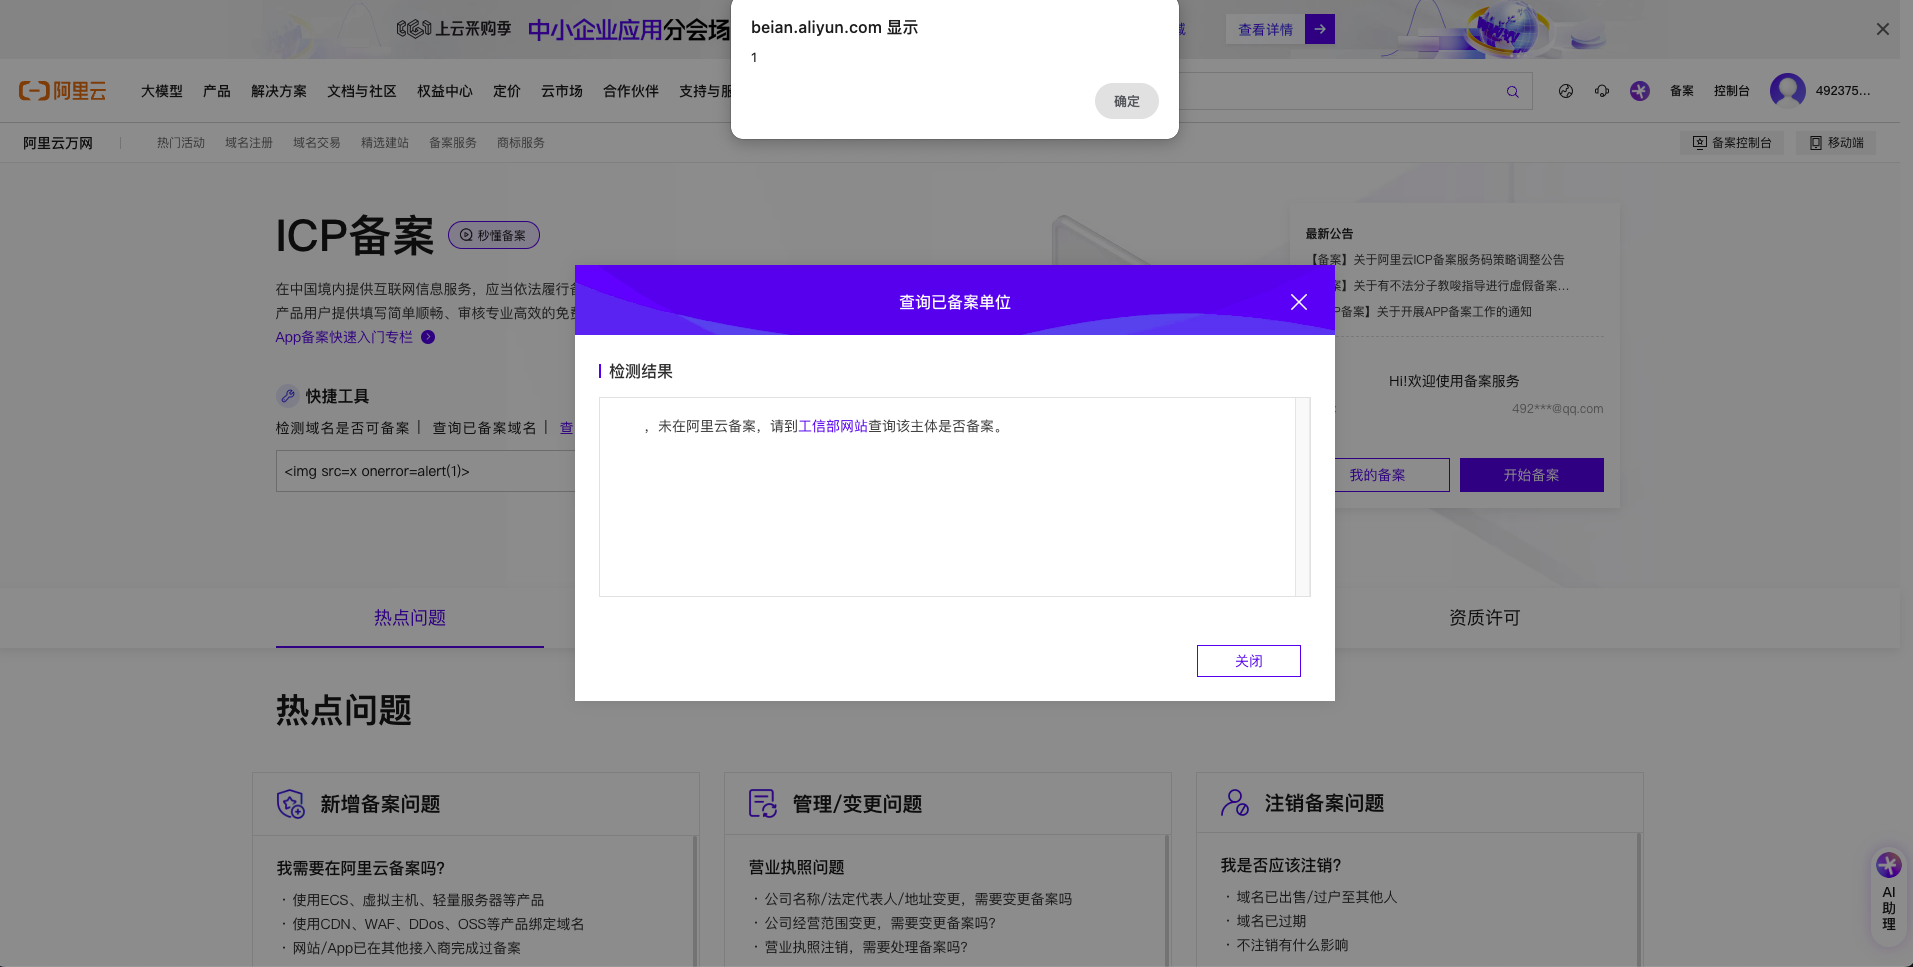 上云采购季 中小企业应用分会场
查看详情
beian.aliyun.com 显示
1
确定
阿里云
大模型 产品 解决方案 文档与社区 权益中心 定价 云市场 合作伙伴 支持与服
备案 控制台 492375...
阿里云万网 热门活动 域名注册 域名交易 精选建站 备案服务 商标服务
备案控制台 移动端
ICP备案 秒懂备案
在中国境内提供互联网信息服务，应当依法履行备
产品用户提供填写简单顺畅、审核专业高效的免费
App备案快速入门专栏
快捷工具
检测域名是否可备案 | 查询已备案域名 | 查
<img src=x onerror=alert(1)>
最新公告
【备案】关于阿里云ICP备案服务码策略调整公告
案】关于有不法分子教唆指导进行虚假备案...
P备案】关于开展APP备案工作的通知
Hi!欢迎使用备案服务
492***@qq.com
我的备案 开始备案
查询已备案单位
检测结果
，未在阿里云备案，请到工信部网站查询该主体是否备案。
关闭
热点问题 资质许可
热点问题
新增备案问题
我需要在阿里云备案吗?
· 使用ECS、虚拟主机、轻量服务器等产品
· 使用CDN、WAF、DDos、OSS等产品绑定域名
· 网站/App已在其他接入商完成过备案
管理/变更问题
营业执照问题
· 公司名称/法定代表人/地址变更，需要变更备案吗
· 公司经营范围变更，需要变更备案吗?
· 营业执照注销，需要处理备案吗?
注销备案问题
我是否应该注销?
· 域名已出售/过户至其他人
· 域名已过期
· 不注销有什么影响
AI
助
理